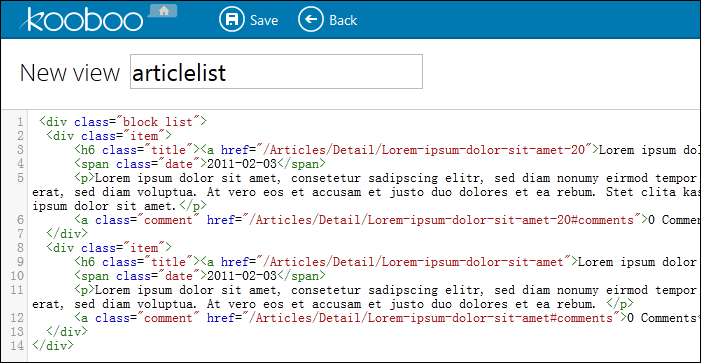 kooboo
Save
Back
New view articlelist
1 <div class="block list">
2 <div class="item">
3 <h6 class="title"><a href="/Articles/Detail/Lorem-ipsum-dolor-sit-amet-20">Lorem ipsum dol
4 <span class="date">2011-02-03</span>
5 <p>Lorem ipsum dolor sit amet, consetetur sadipscing elitr, sed diam nonumy eirmod tempor
erat, sed diam voluptua. At vero eos et accusam et justo duo dolores et ea rebum. Stet clita kas
ipsum dolor sit amet.</p>
6 <a class="comment" href="/Articles/Detail/Lorem-ipsum-dolor-sit-amet-20#comments">0 Comme
7 </div>
8 <div class="item">
9 <h6 class="title"><a href="/Articles/Detail/Lorem-ipsum-dolor-sit-amet">Lorem ipsum dolor
10 <span class="date">2011-02-03</span>
11 <p>Lorem ipsum dolor sit amet, consetetur sadipscing elitr, sed diam nonumy eirmod tempor
erat, sed diam voluptua. At vero eos et accusam et justo duo dolores et ea rebum. </p>
12 <a class="comment" href="/Articles/Detail/Lorem-ipsum-dolor-sit-amet#comments">0 Comments
13 </div>
14 </div>